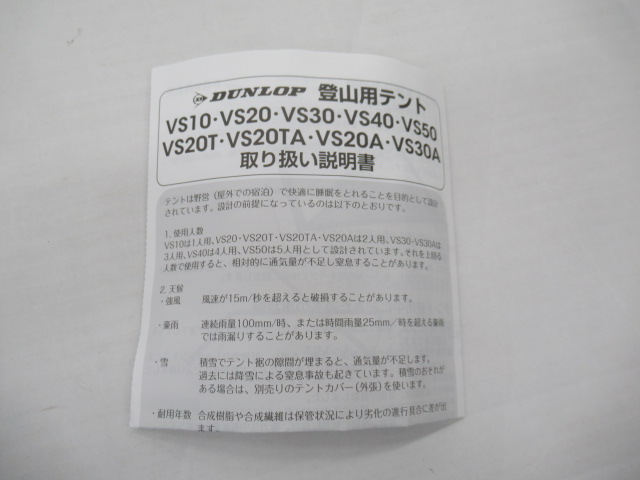 DUNLOP 登山用テント
VS10・VS20・VS30・VS40・VS50
VS20T・VS20TA・VS20A・VS30A
取り扱い説明書
テントは野営（屋外での宿泊）で快適に睡眠をとれることを目的として設計
されています。設計の前提になっているのは以下のとおりです。
1. 使用人数
VS10は1人用、VS20・VS20T・VS20TA・VS20Aは2人用、VS30・VS30Aは
3人用、VS40は4人用、VS50は5人用として設計されています。それを上回る
人数で使用すると、相対的に通気量が不足し窒息することがあります。
2. 天候
・強風 風速が15m／秒を超えると破損することがあります。
・豪雨 連続雨量100mm／時、または時間雨量25mm／時を超える豪雨
では雨漏りすることがあります。
・雪 積雪でテント裾の隙間が埋まると、通気量が不足します。
過去には降雪による窒息事故も起きています。積雪のおそれが
ある場合は、別売りのテントカバー（外張）を使います。
・耐用年数 合成樹脂や合成繊維は保管状況により劣化の進行具合に差が出
ます。